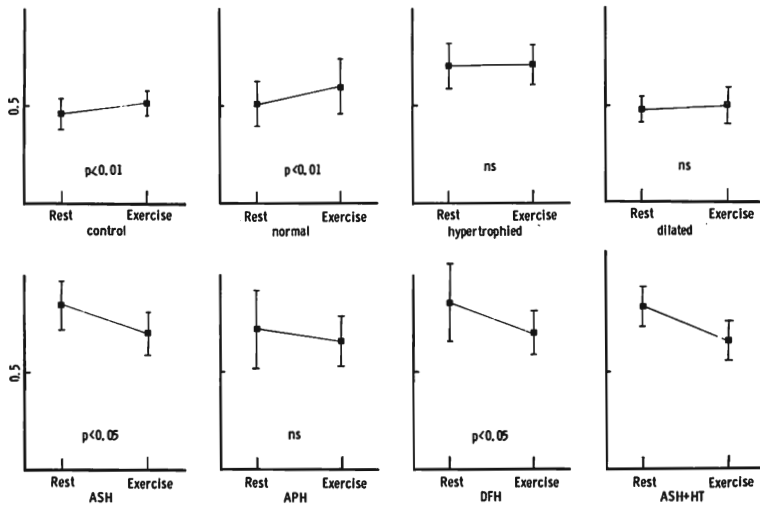 0.5
p<0.01
Rest Exercise
control
p<0.01
Rest Exercise
normal
ns
Rest Exercise
hypertrophied
ns
Rest Exercise
dilated
0.5
p<0.05
Rest Exercise
ASH
ns
Rest Exercise
APH
p<0.05
Rest Exercise
DFH
Rest Exercise
ASH+HT